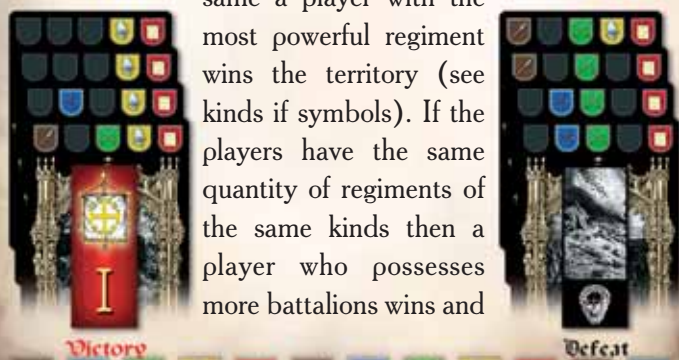 same a player with the
most powerful regiment
wins the territory (see
kinds if symbols). If the
players have the same
quantity of regiments of
the same kinds then a
player who possesses
more battalions wins and
I
Victory
Defeat